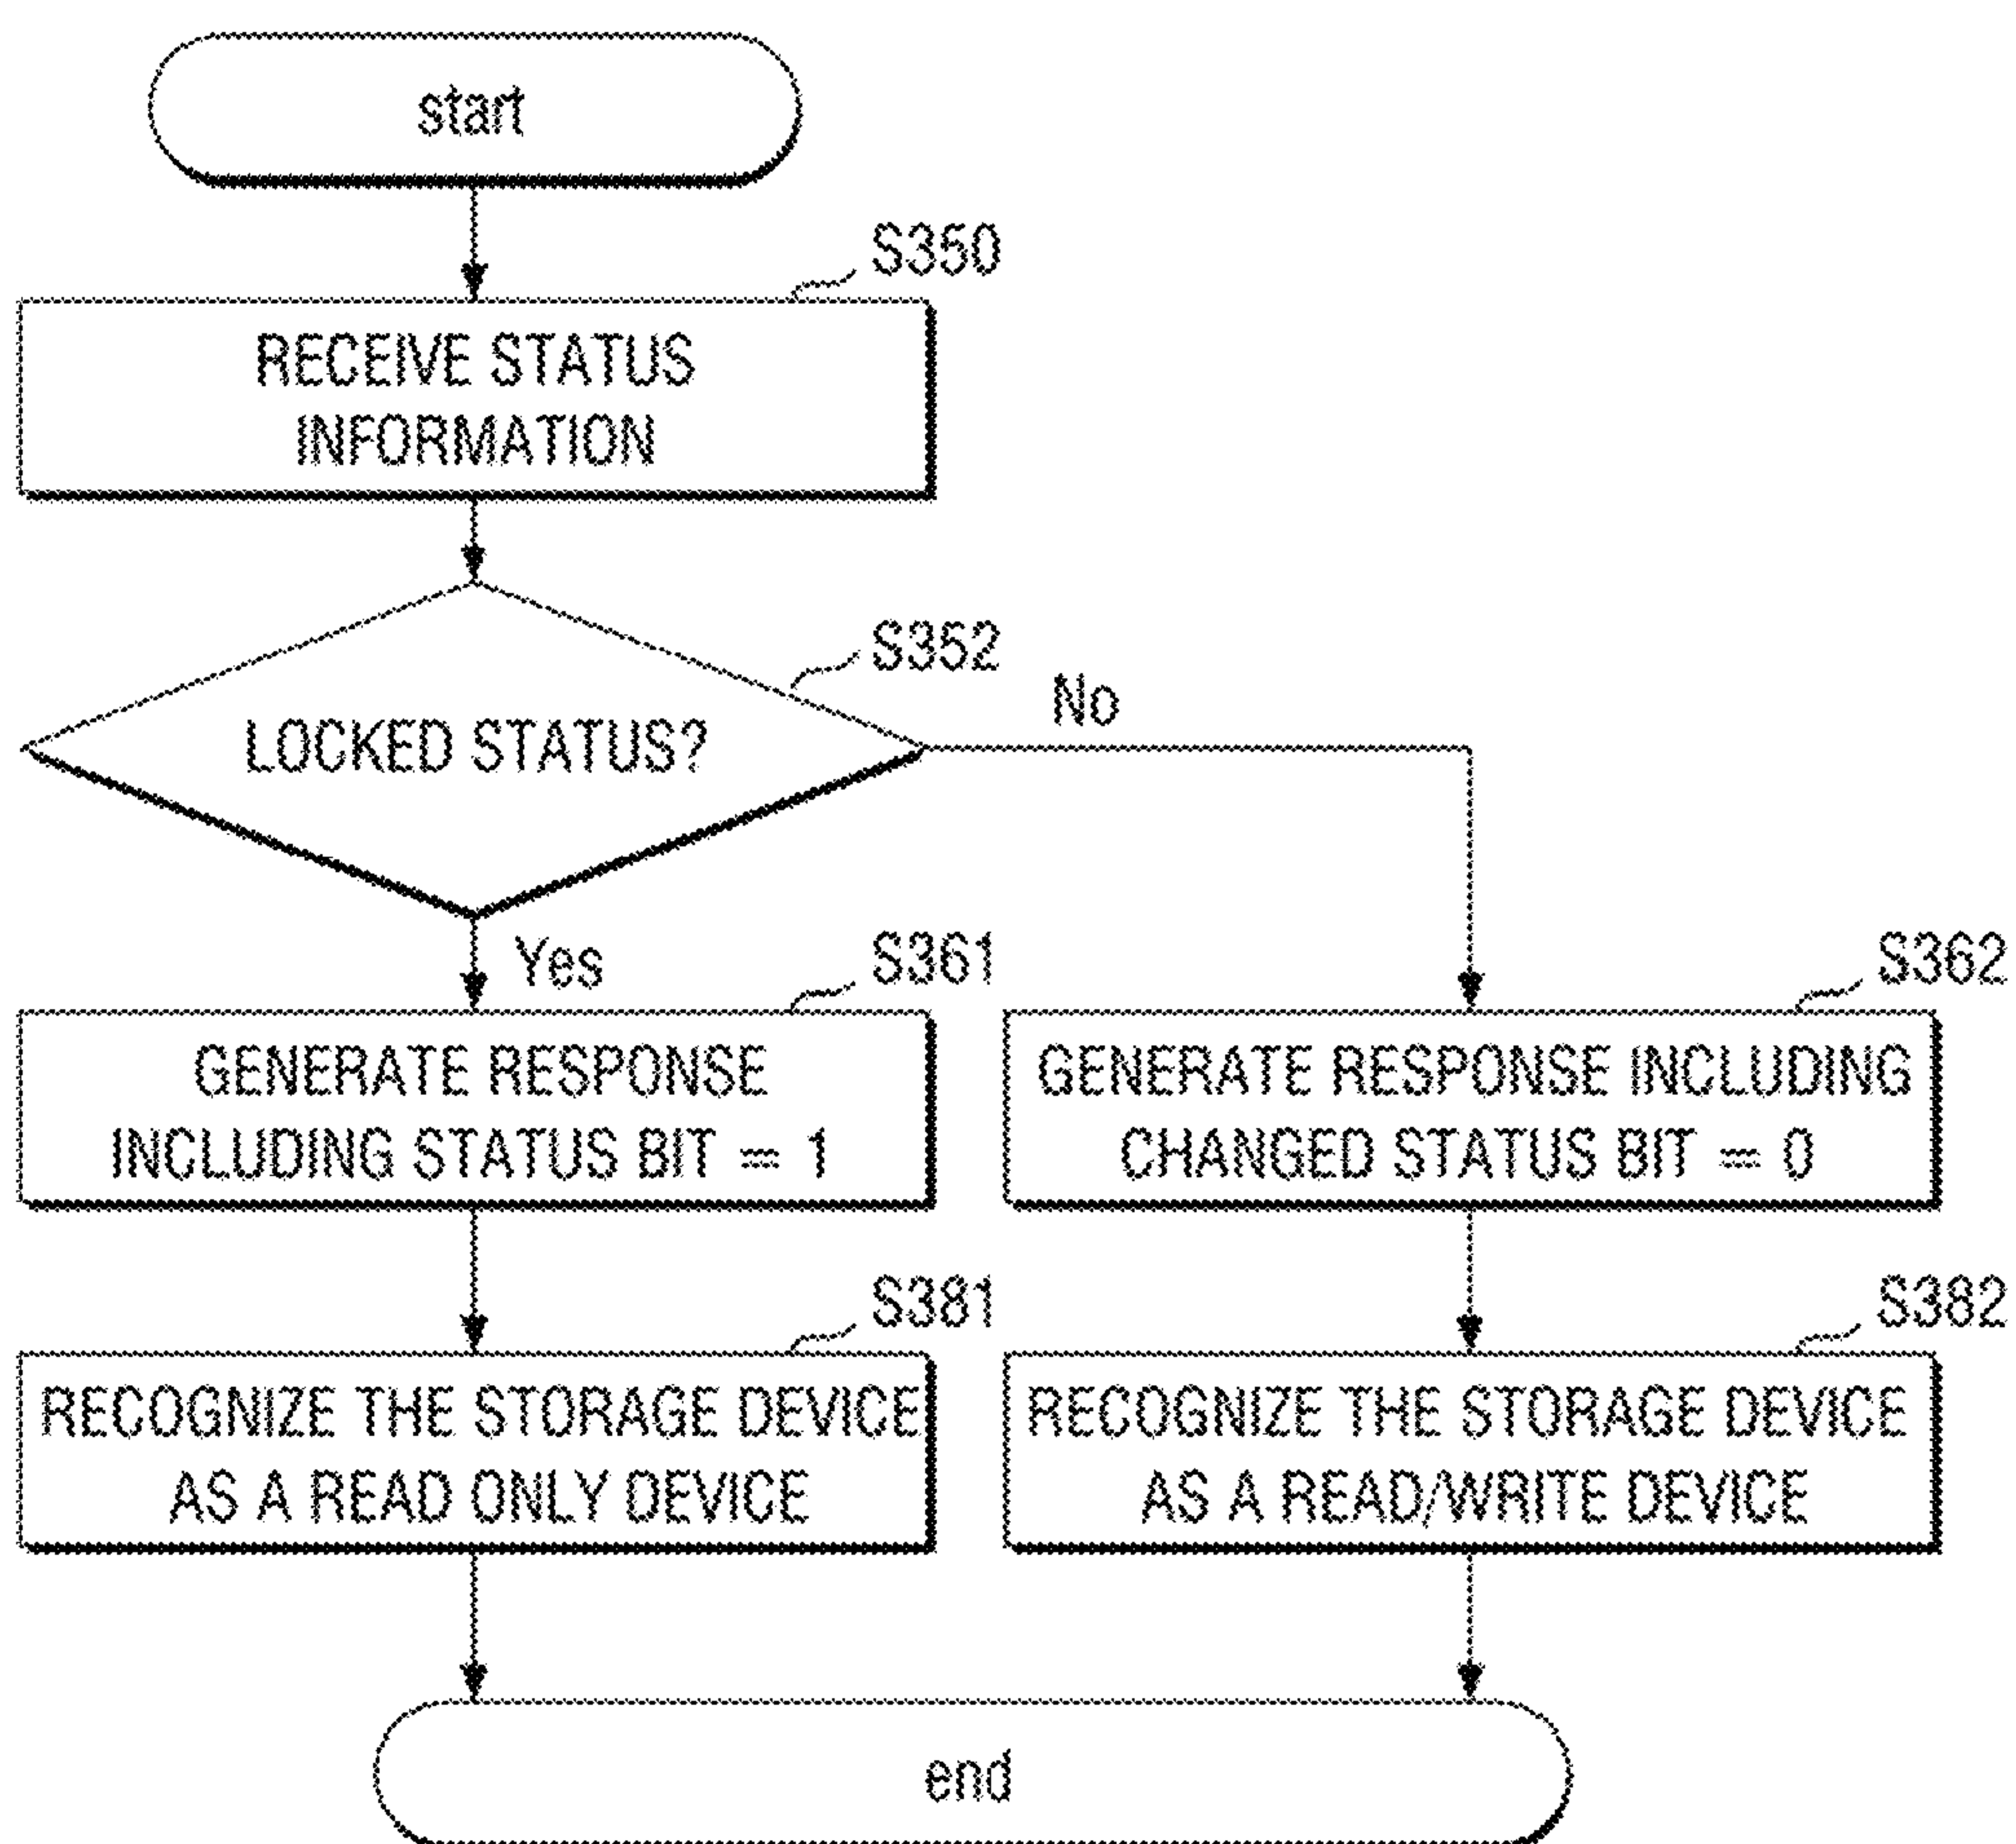 start
S350
RECEIVE STATUS
INFORMATION
S352
No
LOCKED STATUS?
Yes
S361
S362
GENERATE RESPONSE
INCLUDING STATUS BIT = 1
GENERATE RESPONSE INCLUDING
CHANGED STATUS BIT = 0
S381
S382
RECOGNIZE THE STORAGE DEVICE
AS A READ ONLY DEVICE
RECOGNIZE THE STORAGE DEVICE
AS A READ/WRITE DEVICE
end